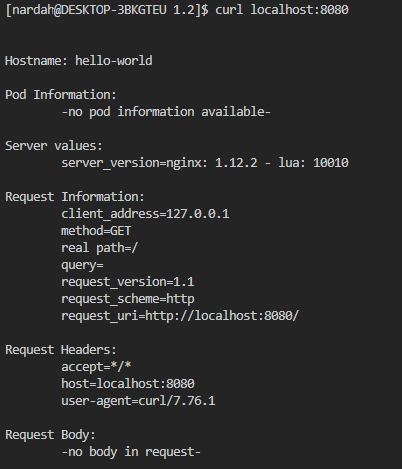 [nardah@DESKTOP-3BKGTEU 1.2]$ curl localhost:8080
Hostname: hello-world
Pod Information:
-no pod information available-
Server values:
server_version=nginx: 1.12.2 - lua: 10010
Request Information:
client_address=127.0.0.1
method=GET
real path=/
query=
request_version=1.1
request_scheme=http
request_uri=http://localhost:8080/
Request Headers:
accept=*/*
host=localhost:8080
user-agent=curl/7.76.1
Request Body:
-no body in request-